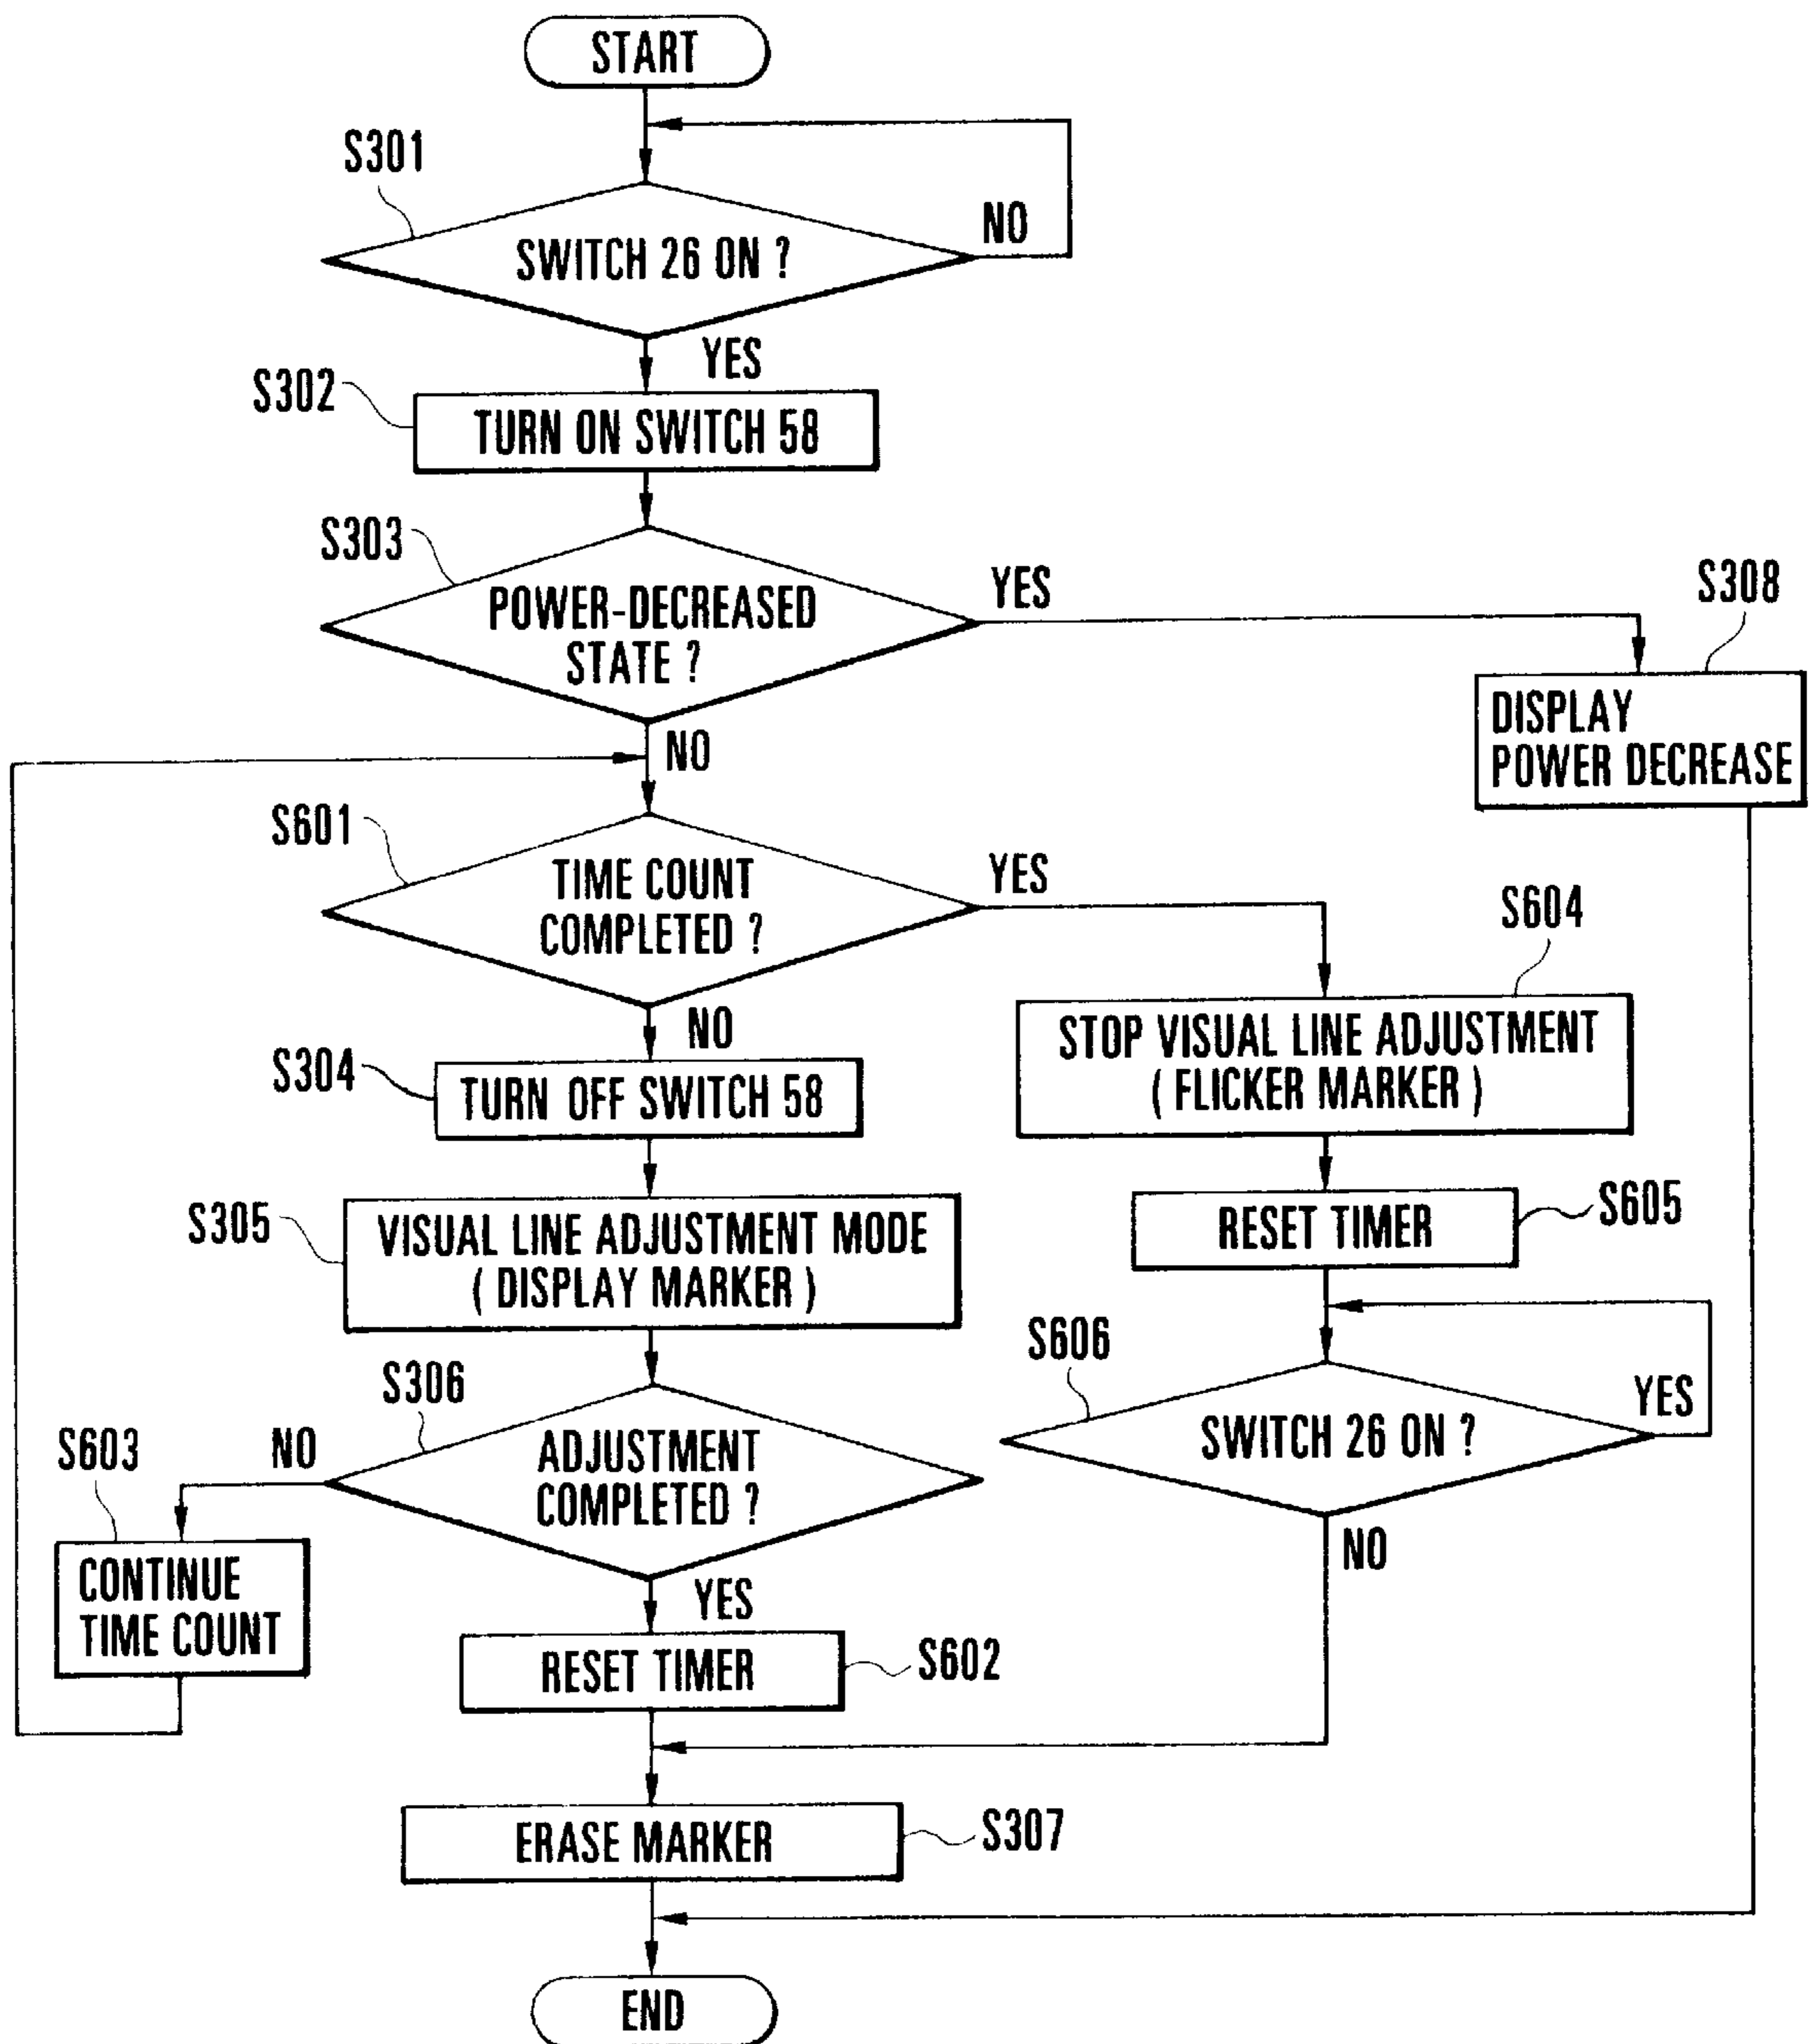 START
S301
SWITCH 26 ON ?
NO
YES
S302
TURN ON SWITCH 58
S303
POWER-DECREASED
STATE ?
YES
S308
DISPLAY
POWER DECREASE
NO
S601
TIME COUNT
COMPLETED ?
YES
S604
STOP VISUAL LINE ADJUSTMENT
( FLICKER MARKER )
NO
S304
TURN OFF SWITCH 58
S605
RESET TIMER
S305
VISUAL LINE ADJUSTMENT MODE
( DISPLAY MARKER )
S606
SWITCH 26 ON ?
YES
NO
S306
ADJUSTMENT
COMPLETED ?
NO
S603
CONTINUE
TIME COUNT
YES
RESET TIMER
S602
ERASE MARKER
S307
END